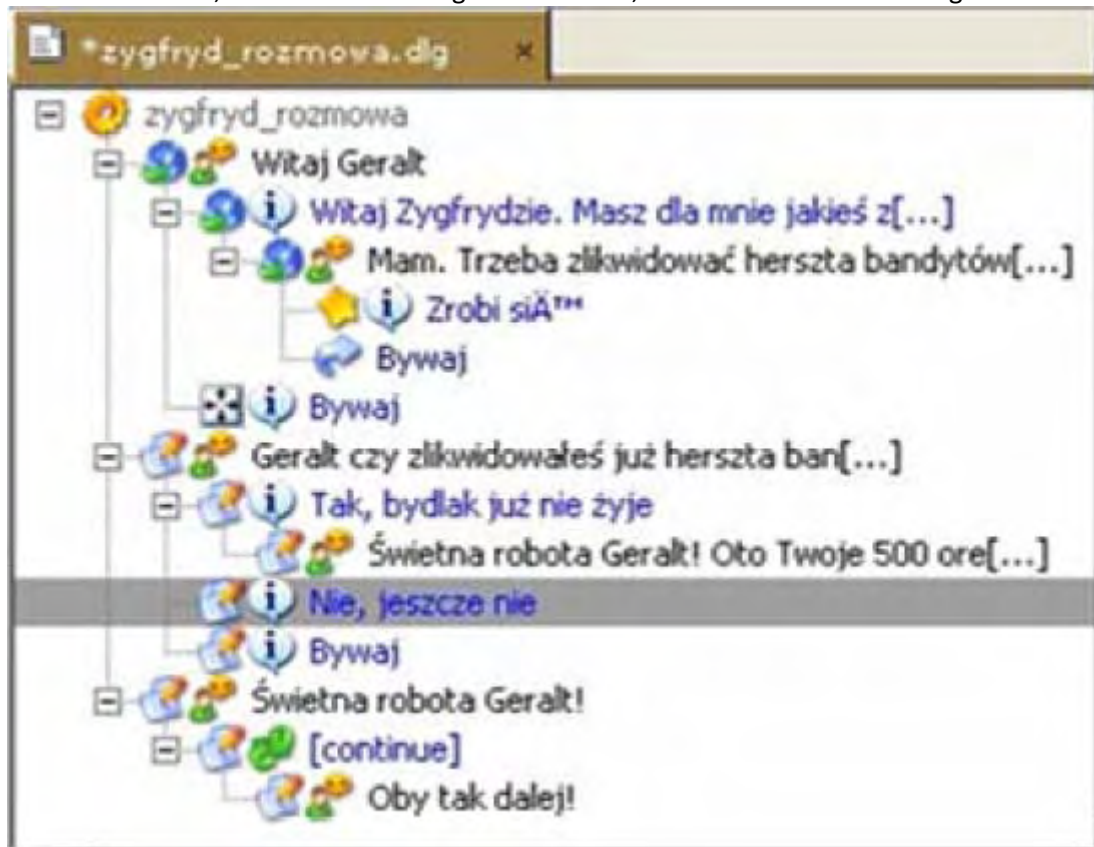 *zygfryd_rozmowa.dlg
zygfryd_rozmowa
Witaj Geralt
Witaj Zygfrydzie. Masz dla mnie jakieś z[...]
Mam. Trzeba zlikwidować herszta bandytów[...]
Zrobi siÄ™
Bywaj
Bywaj
Geralt czy zlikwidowałeś już herszta ban[...]
Tak, bydlak już nie żyje
Świetna robota Geralt! Oto Twoje 500 ore[...]
Nie, jeszcze nie
Bywaj
Świetna robota Geralt!
[continue]
Oby tak dalej!